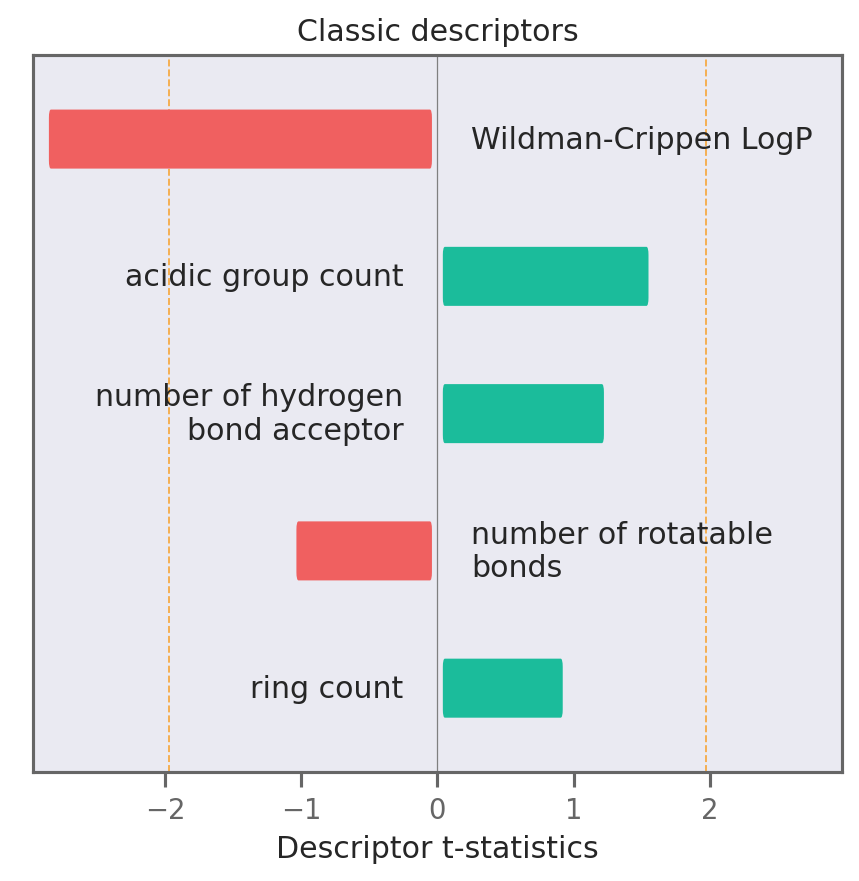 Classic descriptors
Wildman-Crippen LogP
acidic group count
number of hydrogen
bond acceptor
number of rotatable
bonds
ring count
−2 −1 0 1 2
Descriptor t-statistics